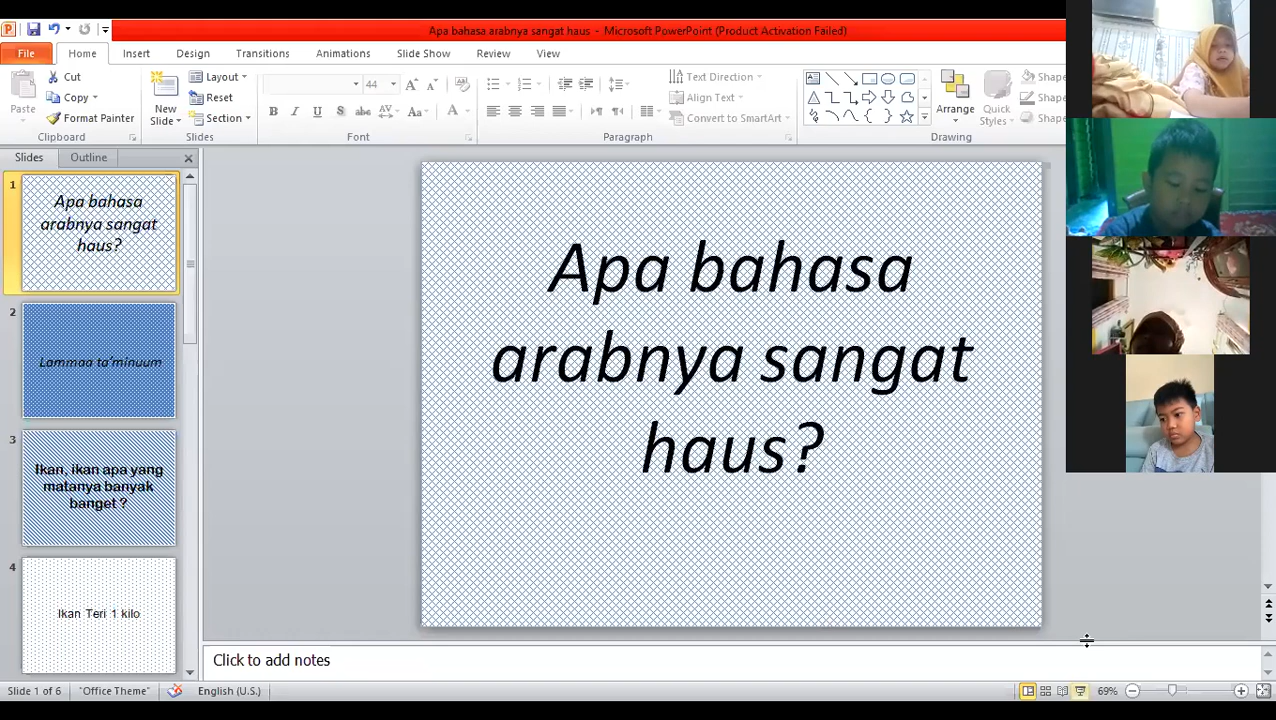 Apa bahasa arabnya sangat haus - Microsoft PowerPoint (Product Activation Failed)
File Home Insert Design Transitions Animations Slide Show Review View
Paste
Cut
Copy
Format Painter
Clipboard
New Slide
Layout
Reset
Section
Slides
44
Font
Text Direction
Align Text
Convert to SmartArt
Paragraph
Arrange
Quick Styles
Shape
Shape
Shape
Drawing
Slides Outline
1
Apa bahasa
arabnya sangat
haus?
2
Lammaa ta'minuum
3
Ikan, ikan apa yang
matanya banyak
banget ?
4
Ikan Teri 1 kilo
Apa bahasa
arabnya sangat
haus?
Click to add notes
Slide 1 of 6 "Office Theme" English (U.S.) 69%